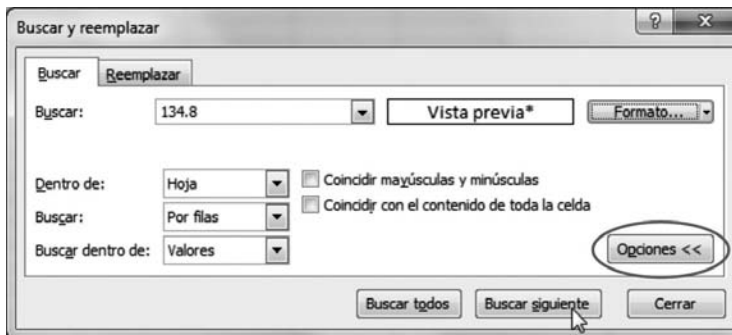 Buscar y reemplazar
Buscar Reemplazar
Buscar: 134.8 Vista previa* Formato...
Dentro de: Hoja Coincidir mayúsculas y minúsculas
Buscar: Por filas Coincidir con el contenido de toda la celda
Buscar dentro de: Valores Opciones <<
Buscar todos Buscar siguiente Cerrar